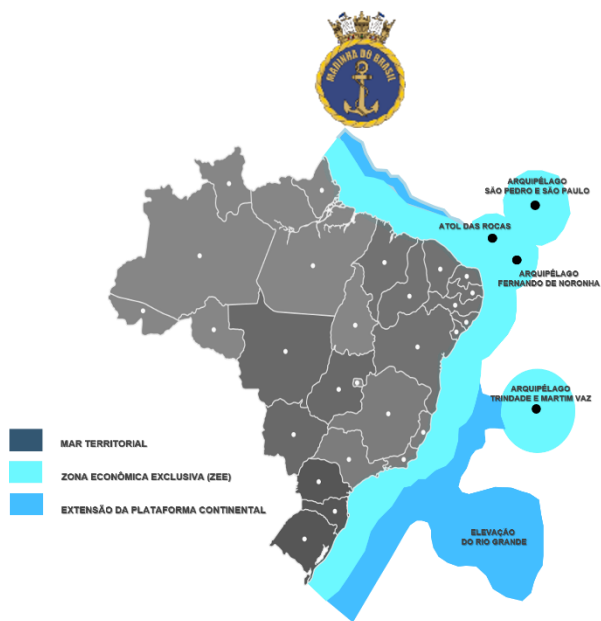 MARINHA DO BRASIL
ARQUIPÉLAGO
SÃO PEDRO E SÃO PAULO
ATOL DAS ROCAS
ARQUIPÉLAGO
FERNANDO DE NORONHA
ARQUIPÉLAGO
TRINDADE E MARTIM VAZ
MAR TERRITORIAL
ZONA ECONÔMICA EXCLUSIVA (ZEE)
EXTENSÃO DA PLATAFORMA CONTINENTAL
ELEVAÇÃO
DO RIO GRANDE